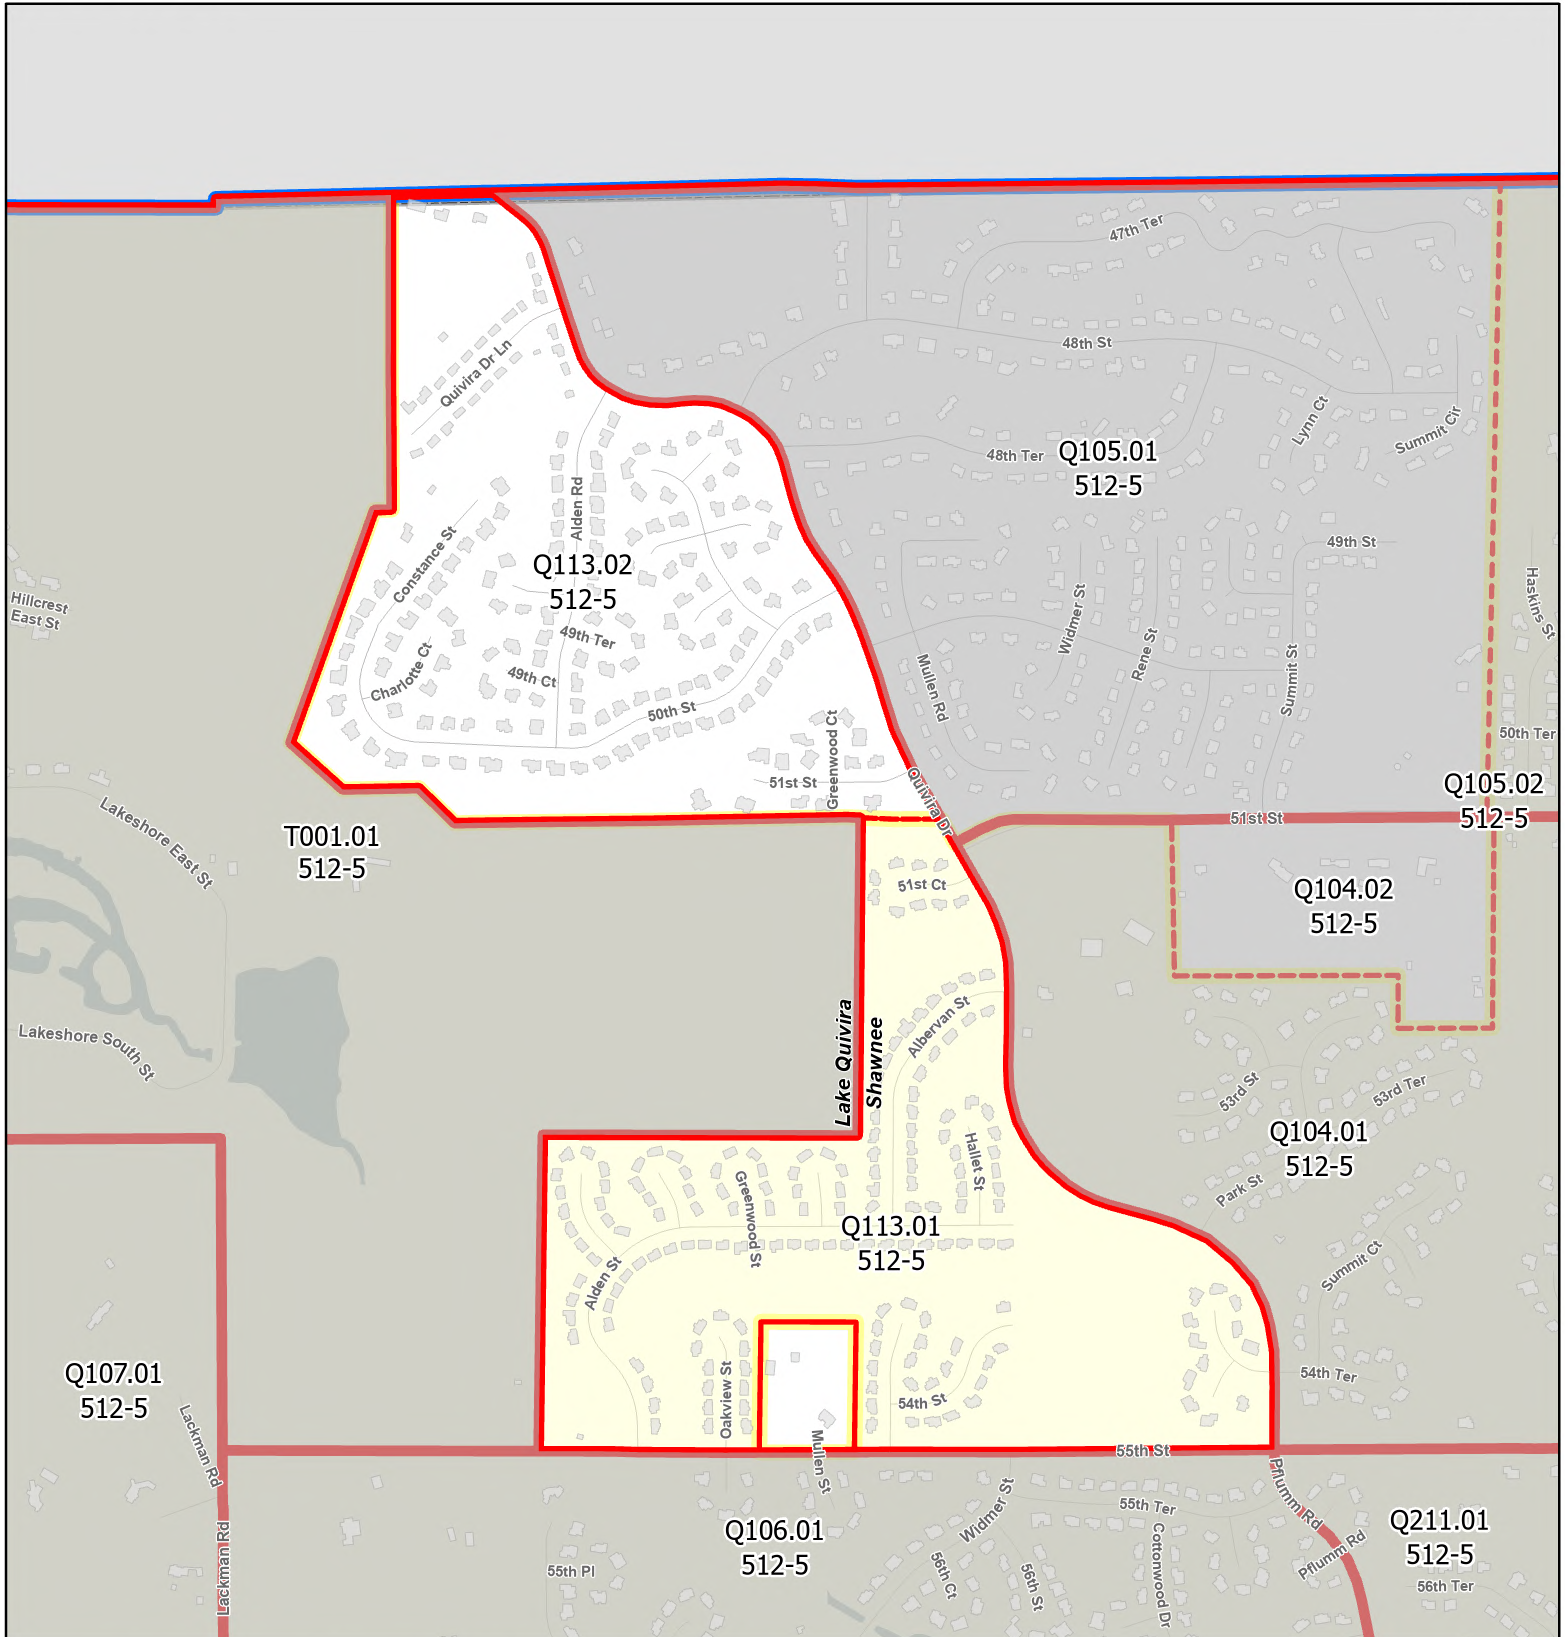 47th Ter
48th St
Quivira Dr Ln
Lynn Ct
Summit Cir
48th Ter
Q105.01
512-5
Alden Rd
Constance St
49th St
Q113.02
512-5
Hillcrest
East St
Haskins St
Widmer St
Rene St
49th Ter
Charlotte Ct
49th Ct
Mullen Rd
Summit St
50th St
Greenwood Ct
50th Ter
51st St
Quivira Dr
Q105.02
512-5
51st St
Lakeshore East St
T001.01
512-5
51st Ct
Q104.02
512-5
Lake Quivira
Shawnee
Albervan St
Lakeshore South St
53rd St
53rd Ter
Q104.01
512-5
Hallet St
Park St
Greenwood St
Q113.01
512-5
Alden St
Summit Ct
Q107.01
512-5
54th Ter
Oakview St
54th St
Lackman Rd
Mullen St
55th St
Pflumm Rd
Widmer St
55th Ter
Q106.01
512-5
Q211.01
512-5
Lackman Rd
55th Pl
56th Ct
56th St
Cottonwood Dr
Pflumm Rd
56th Ter